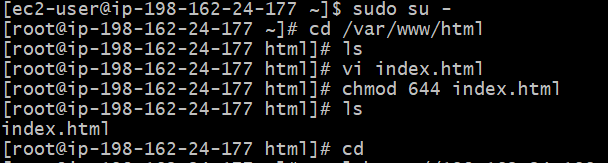 [ec2-user@ip-198-162-24-177 ~]$ sudo su -
[root@ip-198-162-24-177 ~]# cd /var/www/html
[root@ip-198-162-24-177 html]# ls
[root@ip-198-162-24-177 html]# vi index.html
[root@ip-198-162-24-177 html]# chmod 644 index.html
[root@ip-198-162-24-177 html]# ls
index.html
[root@ip-198-162-24-177 html]# cd